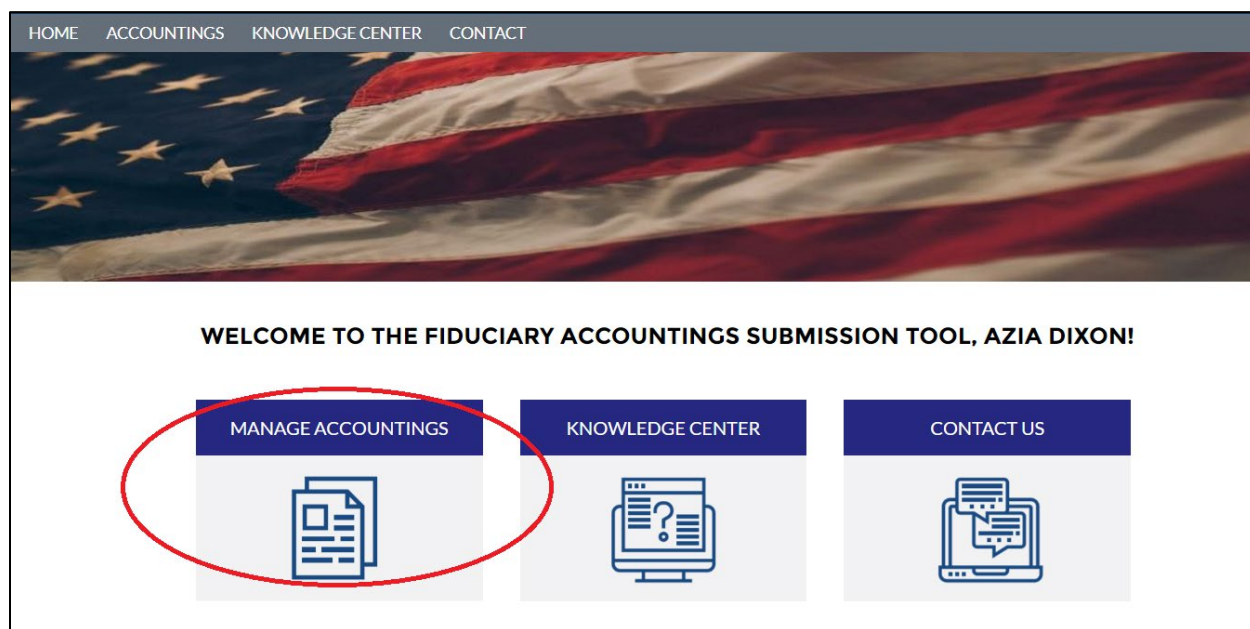 HOME ACCOUNTINGS KNOWLEDGE CENTER CONTACT
WELCOME TO THE FIDUCIARY ACCOUNTINGS SUBMISSION TOOL, AZIA DIXON!
MANAGE ACCOUNTINGS
KNOWLEDGE CENTER
CONTACT US
?